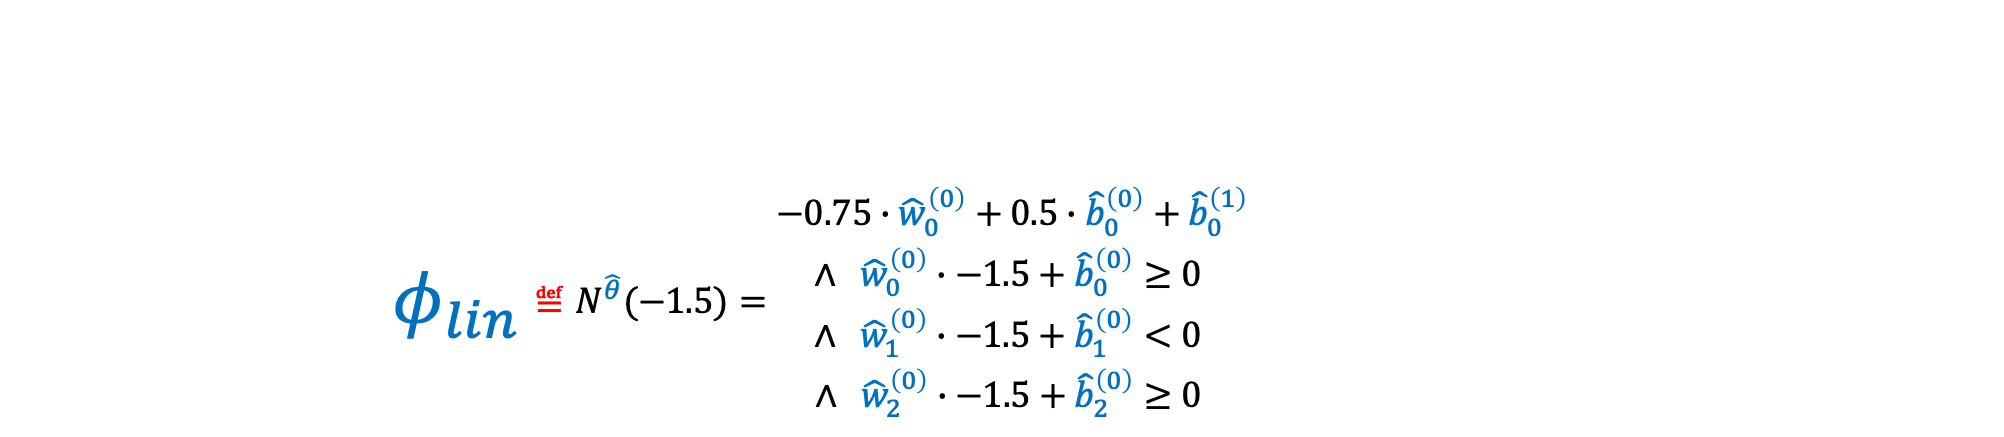 −0.75 · ŵ₀⁽⁰⁾ + 0.5 · b̂₀⁽⁰⁾ + b̂₀⁽¹⁾
∧ ŵ₀⁽⁰⁾ · −1.5 + b̂₀⁽⁰⁾ ≥ 0
ϕ_lin ≝ N^θ̂(−1.5) =
∧ ŵ₁⁽⁰⁾ · −1.5 + b̂₁⁽⁰⁾ < 0
∧ ŵ₂⁽⁰⁾ · −1.5 + b̂₂⁽⁰⁾ ≥ 0